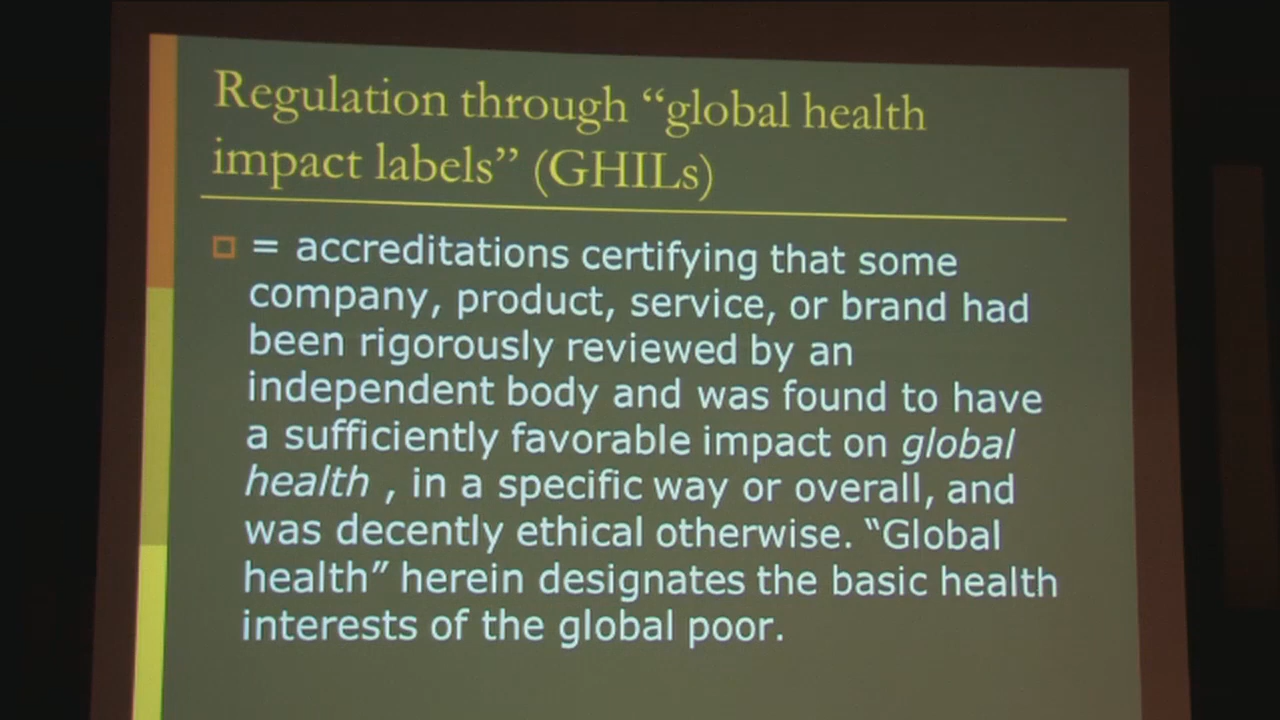 Regulation through “global health
impact labels” (GHILs)
= accreditations certifying that some
company, product, service, or brand had
been rigorously reviewed by an
independent body and was found to have
a sufficiently favorable impact on global
health , in a specific way or overall, and
was decently ethical otherwise. “Global
health” herein designates the basic health
interests of the global poor.